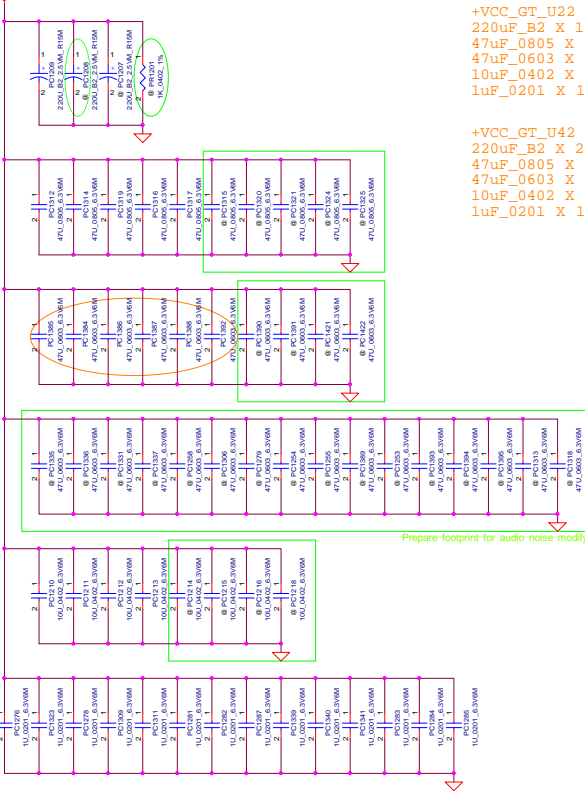 +VCC_GT_U22
220uF_B2 X 1
47uF_0805 X
47uF_0603 X
10uF_0402 X
1uF_0201 X 1
+VCC_GT_U42
220uF_B2 X 2
47uF_0805 X
47uF_0603 X
10uF_0402 X
1uF_0201 X 1
PC1209
220U_B2_2.5VM_R15M
@ PC1208
220U_B2_2.5VM_R15M
@ PC1207
220U_B2_2.5VM_R15M
@ PR1201
1K_0402_1%
PC1312
47U_0805_6.3V6M
PC1314
47U_0805_6.3V6M
PC1319
47U_0805_6.3V6M
PC1316
47U_0805_6.3V6M
PC1317
47U_0805_6.3V6M
@ PC1315
47U_0805_6.3V6M
@ PC1320
47U_0805_6.3V6M
@ PC1321
47U_0805_6.3V6M
@ PC1324
47U_0805_6.3V6M
@ PC1325
47U_0805_6.3V6M
PC1385
47U_0603_6.3V6M
PC1384
47U_0603_6.3V6M
PC1386
47U_0603_6.3V6M
PC1387
47U_0603_6.3V6M
PC1388
47U_0603_6.3V6M
PC1392
47U_0603_6.3V6M
@ PC1390
47U_0603_6.3V6M
@ PC1391
47U_0603_6.3V6M
@ PC1421
47U_0603_6.3V6M
@ PC1422
47U_0603_6.3V6M
@ PC1335
47U_0603_6.3V6M
@ PC1336
47U_0603_6.3V6M
@ PC1331
47U_0603_6.3V6M
@ PC1337
47U_0603_6.3V6M
@ PC1258
47U_0603_6.3V6M
@ PC1306
47U_0603_6.3V6M
@ PC1279
47U_0603_6.3V6M
@ PC1254
47U_0603_6.3V6M
@ PC1255
47U_0603_6.3V6M
@ PC1389
47U_0603_6.3V6M
@ PC1253
47U_0603_6.3V6M
@ PC1393
47U_0603_6.3V6M
@ PC1394
47U_0603_6.3V6M
@ PC1395
47U_0603_6.3V6M
@ PC1313
47U_0603_6.3V6M
@ PC1318
47U_0603_6.3V6M
Prepare footprint for audio noise modify
PC1210
10U_0402_6.3V6M
PC1211
10U_0402_6.3V6M
PC1212
10U_0402_6.3V6M
PC1213
10U_0402_6.3V6M
@ PC1214
10U_0402_6.3V6M
@ PC1215
10U_0402_6.3V6M
@ PC1216
10U_0402_6.3V6M
@ PC1218
10U_0402_6.3V6M
PC1276
1U_0201_6.3V6M
PC1323
1U_0201_6.3V6M
PC1278
1U_0201_6.3V6M
PC1309
1U_0201_6.3V6M
PC1311
1U_0201_6.3V6M
PC1281
1U_0201_6.3V6M
PC1282
1U_0201_6.3V6M
PC1287
1U_0201_6.3V6M
PC1339
1U_0201_6.3V6M
PC1340
1U_0201_6.3V6M
PC1341
1U_0201_6.3V6M
PC1283
1U_0201_6.3V6M
PC1284
1U_0201_6.3V6M
PC1285
1U_0201_6.3V6M